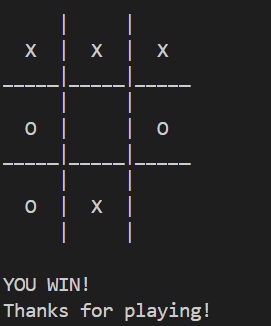 X | X | X
O | | O
O | X |
YOU WIN!
Thanks for playing!